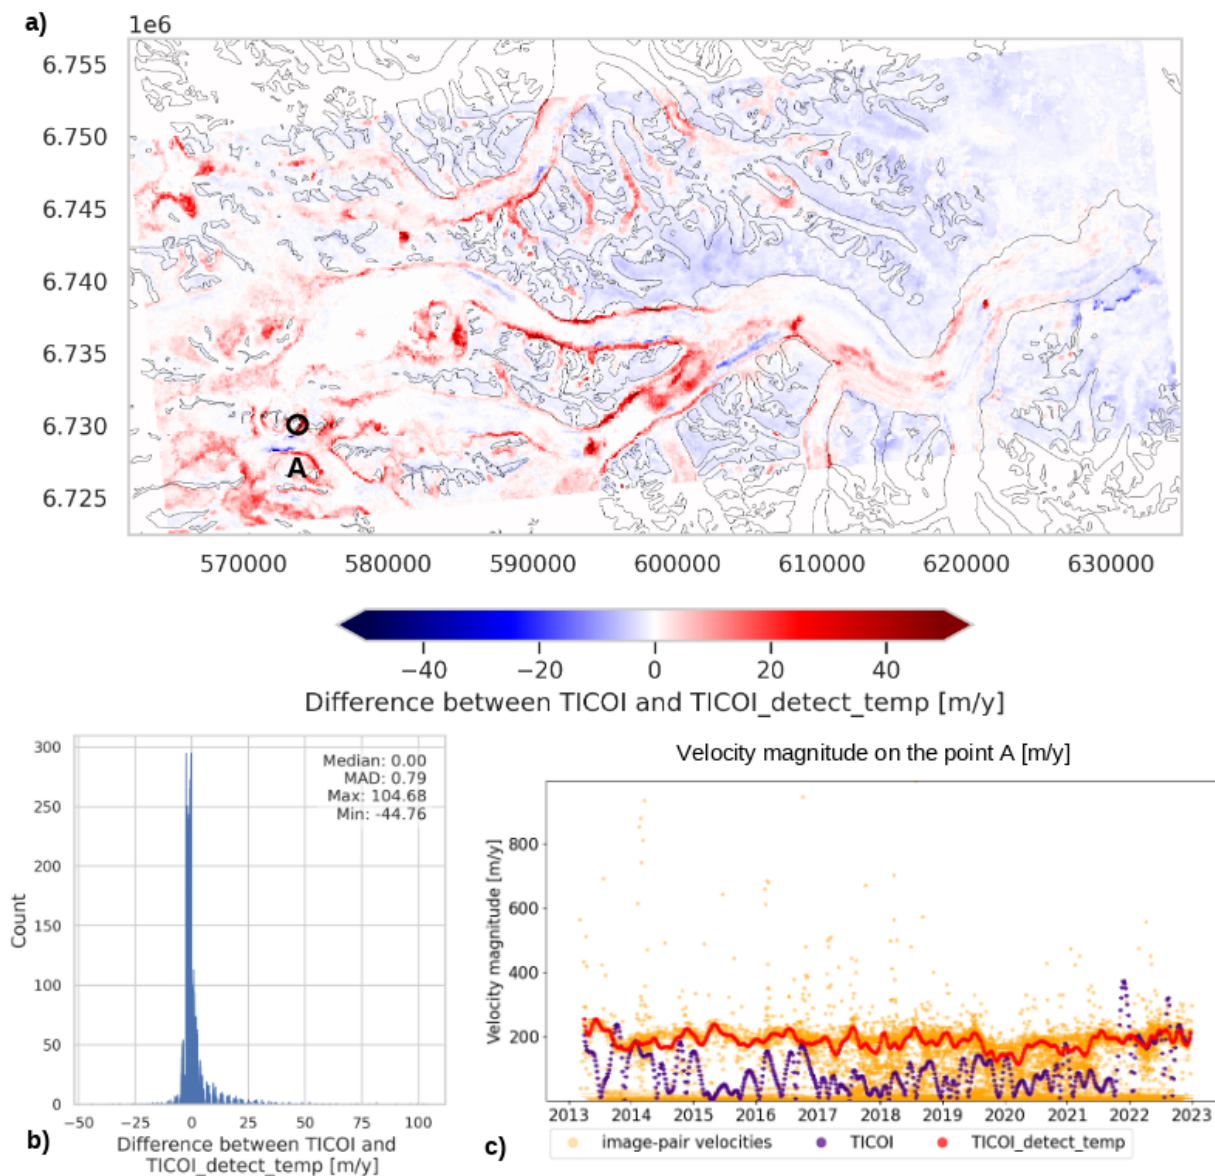 a)
1e6
6.755
6.750
6.745
6.740
6.735
6.730
6.725
A
570000 580000 590000 600000 610000 620000 630000
−40 −20 0 20 40
Difference between TICOI and TICOI_detect_temp [m/y]
300
250
200
150
100
50
0
Count
Median: 0.00
MAD: 0.79
Max: 104.68
Min: -44.76
−50 −25 0 25 50 75 100
b)
Difference between TICOI and
TICOI_detect_temp [m/y]
Velocity magnitude on the point A [m/y]
Velocity magnitude [m/y]
800
600
400
200
2013 2014 2015 2016 2017 2018 2019 2020 2021 2022 2023
c)
image-pair velocities TICOI TICOI_detect_temp